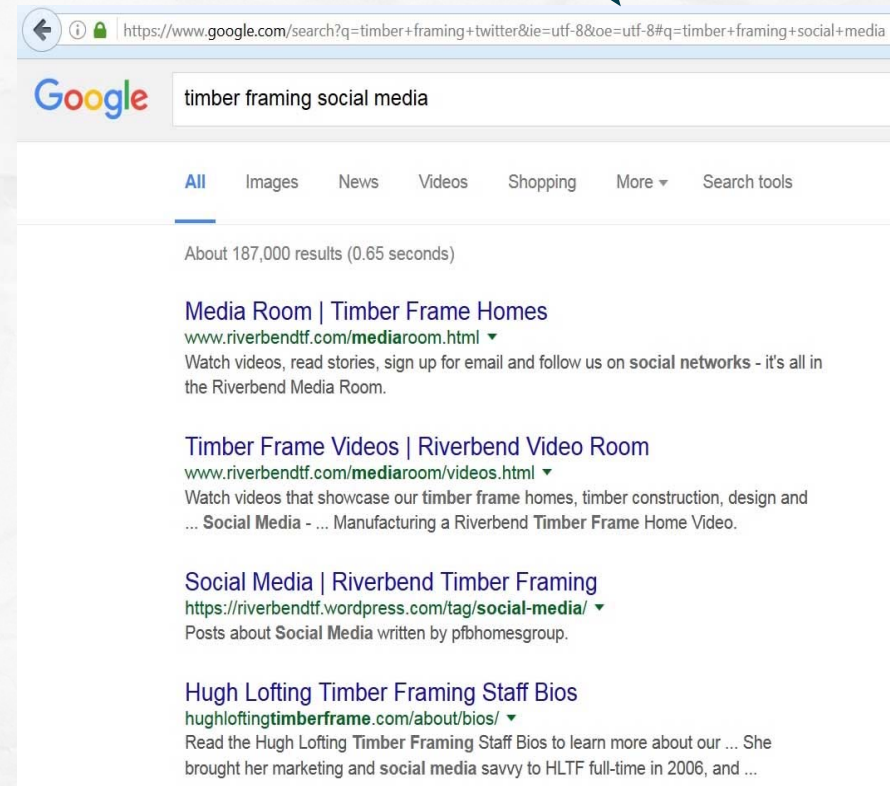 https://www.google.com/search?q=timber+framing+twitter&ie=utf-8&oe=utf-8#q=timber+framing+social+media
Google
timber framing social media
All Images News Videos Shopping More Search tools
About 187,000 results (0.65 seconds)
Media Room | Timber Frame Homes
www.riverbendtf.com/mediaroom.html
Watch videos, read stories, sign up for email and follow us on social networks - it's all in
the Riverbend Media Room.
Timber Frame Videos | Riverbend Video Room
www.riverbendtf.com/mediaroom/videos.html
Watch videos that showcase our timber frame homes, timber construction, design and
... Social Media - ... Manufacturing a Riverbend Timber Frame Home Video.
Social Media | Riverbend Timber Framing
https://riverbendtf.wordpress.com/tag/social-media/
Posts about Social Media written by pfbhomesgroup.
Hugh Lofting Timber Framing Staff Bios
hughloftingtimberframe.com/about/bios/
Read the Hugh Lofting Timber Framing Staff Bios to learn more about our ... She
brought her marketing and social media savvy to HLTF full-time in 2006, and ...